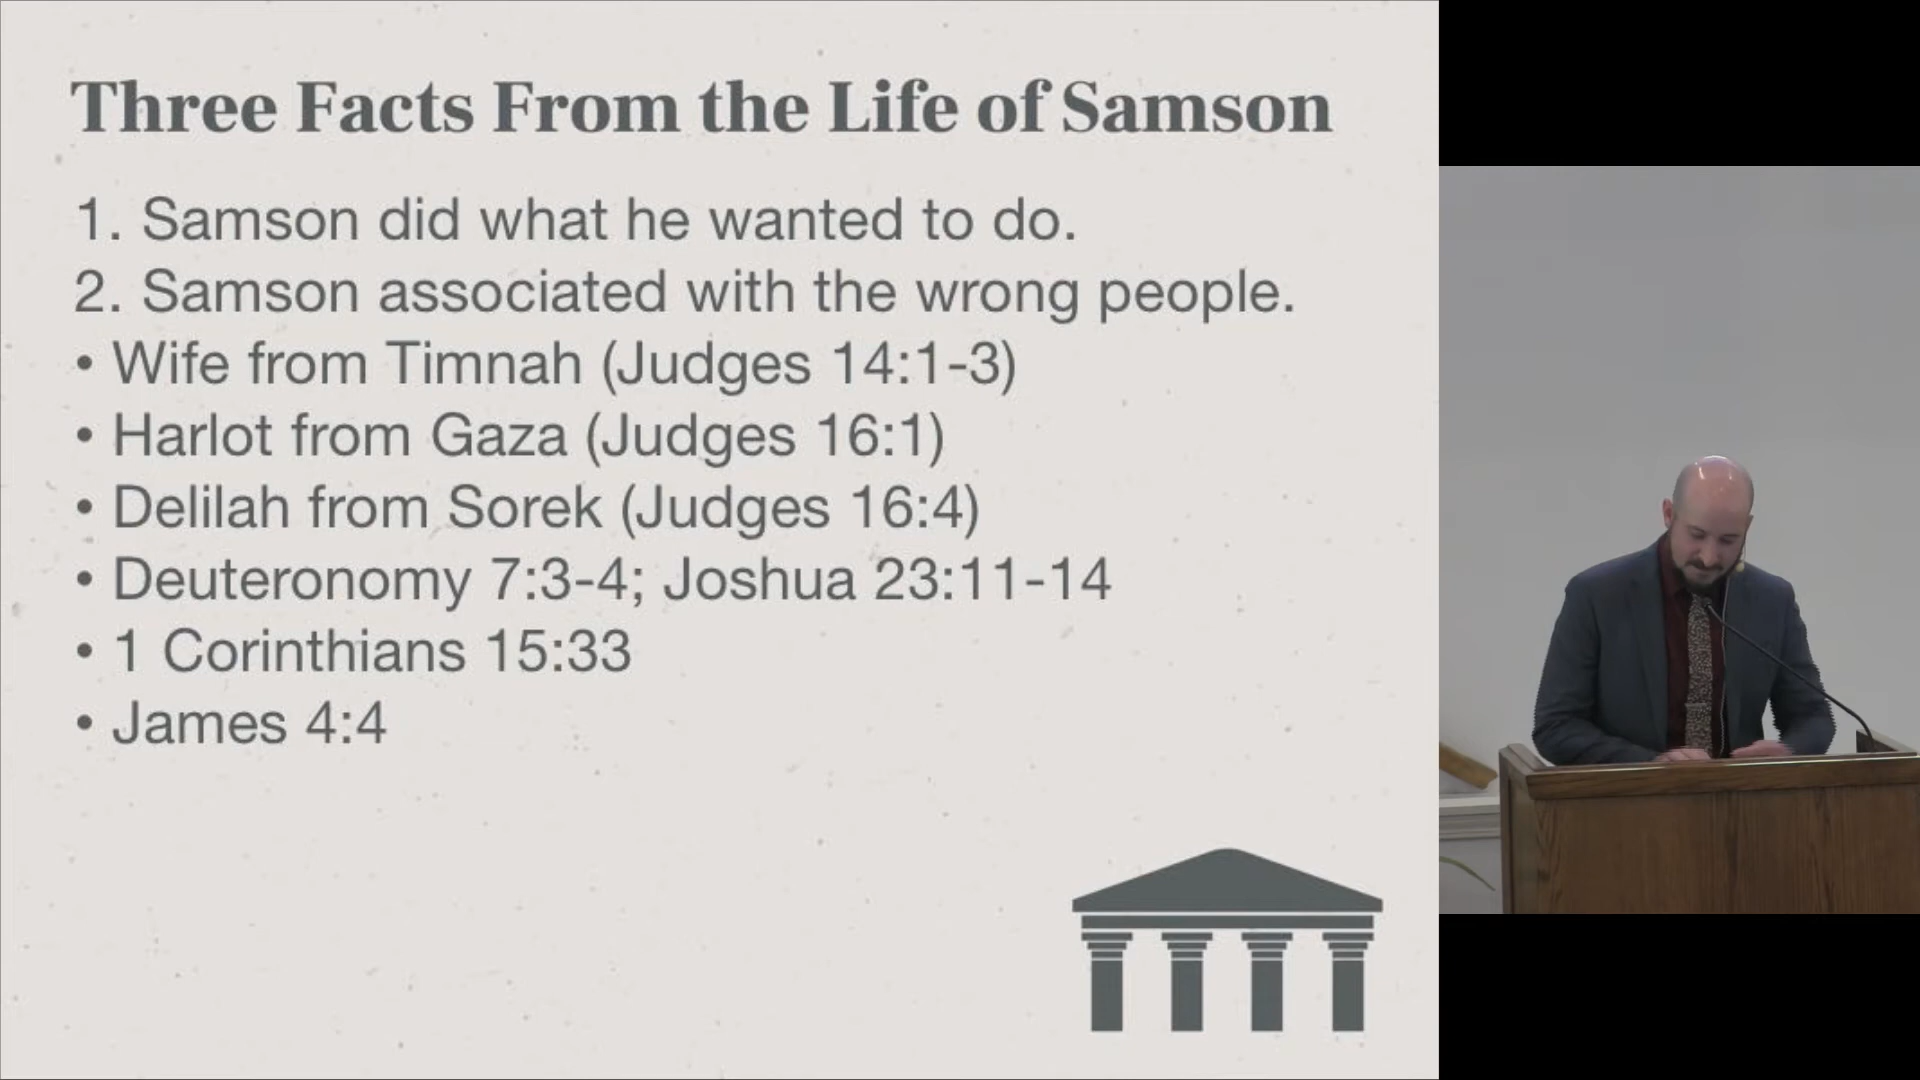 Three Facts From the Life of Samson
1. Samson did what he wanted to do.
2. Samson associated with the wrong people.
• Wife from Timnah (Judges 14:1-3)
• Harlot from Gaza (Judges 16:1)
• Delilah from Sorek (Judges 16:4)
• Deuteronomy 7:3-4; Joshua 23:11-14
• 1 Corinthians 15:33
• James 4:4